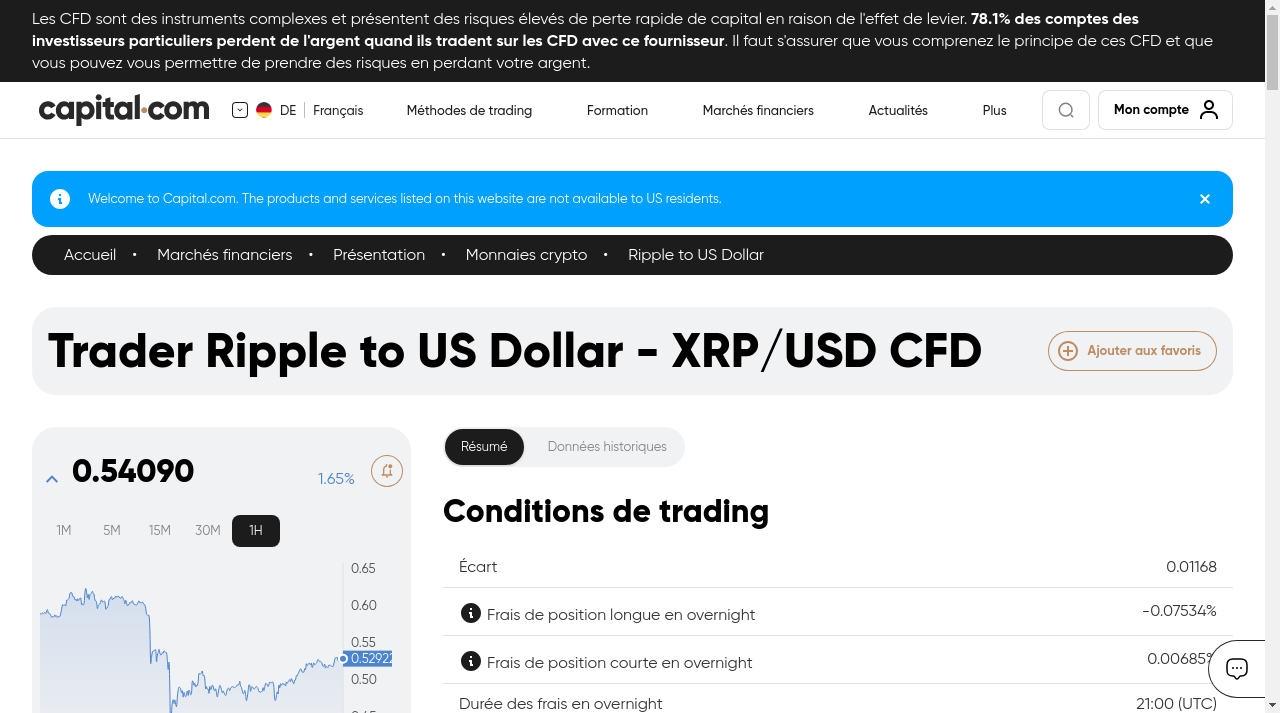 Les CFD sont des instruments complexes et présentent des risques élevés de perte rapide de capital en raison de l'effet de levier. 78.1% des comptes des
investisseurs particuliers perdent de l'argent quand ils tradent sur les CFD avec ce fournisseur. Il faut s'assurer que vous comprenez le principe de ces CFD et que
vous pouvez vous permettre de prendre des risques en perdant votre argent.
capital.com DE Français Méthodes de trading Formation Marchés financiers Actualités Plus Mon compte
Welcome to Capital.com. The products and services listed on this website are not available to US residents.
Accueil • Marchés financiers • Présentation • Monnaies crypto • Ripple to US Dollar
Trader Ripple to US Dollar - XRP/USD CFD
Ajouter aux favoris
0.54090
1.65%
1M 5M 15M 30M 1H
0.65
0.60
0.55
0.52922
0.50
Résumé Données historiques
Conditions de trading
Écart 0.01168
Frais de position longue en overnight -0.07534%
Frais de position courte en overnight 0.00685%
Durée des frais en overnight 21:00 (UTC)